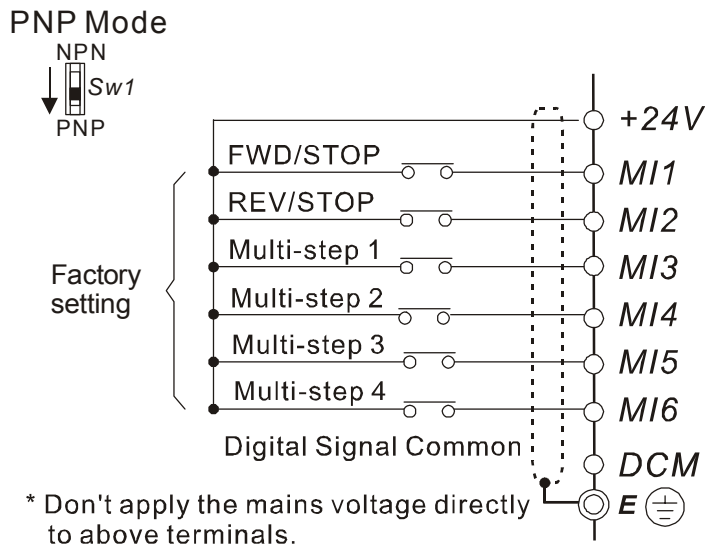 PNP Mode
NPN
Sw1
PNP
+24V
FWD/STOP
MI1
REV/STOP
MI2
Multi-step 1
MI3
Factory
setting
Multi-step 2
MI4
Multi-step 3
MI5
Multi-step 4
MI6
Digital Signal Common
DCM
* Don't apply the mains voltage directly
to above terminals.
E